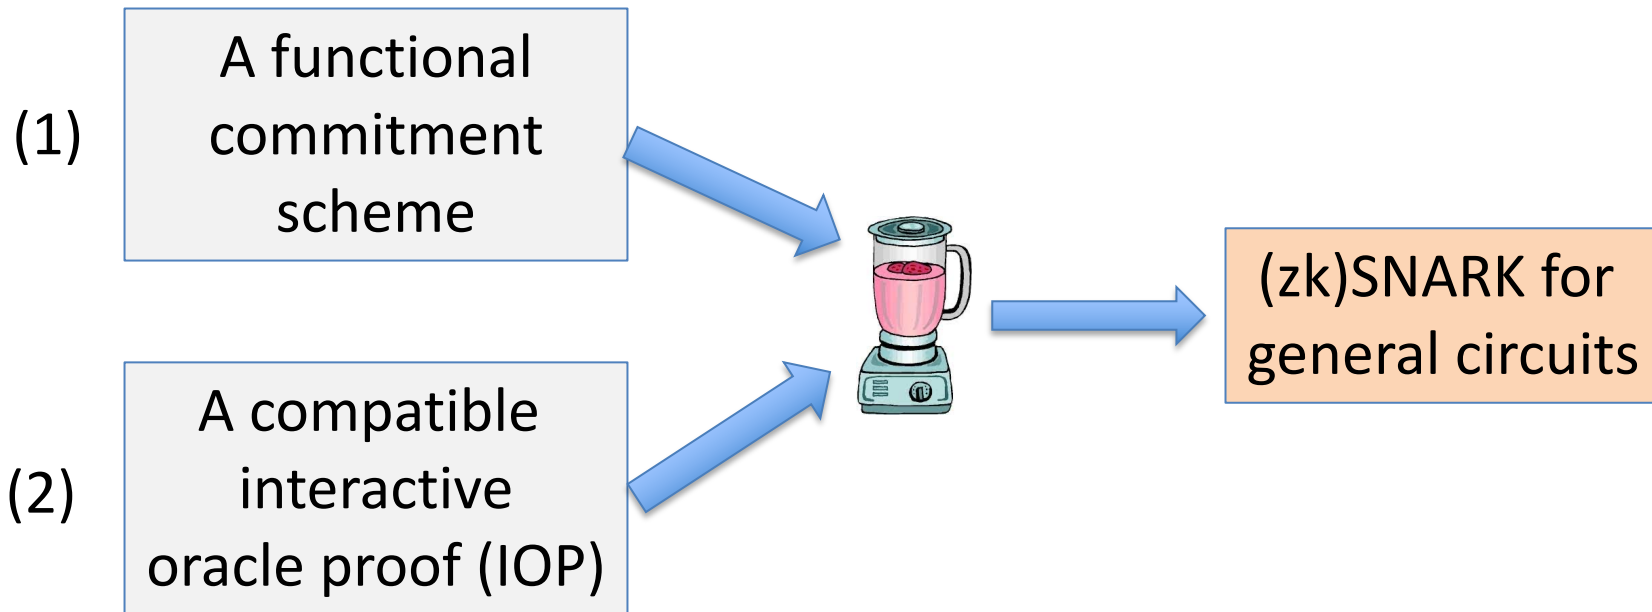 (1)
A functional
commitment
scheme
(2)
A compatible
interactive
oracle proof (IOP)
(zk)SNARK for
general circuits